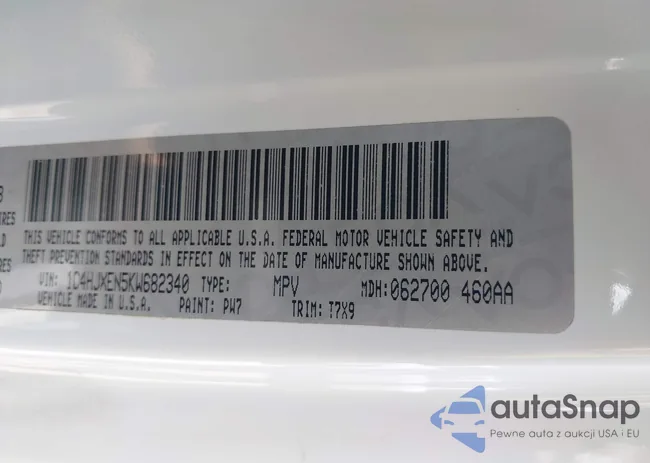 THIS VEHICLE CONFORMS TO ALL APPLICABLE U.S.A. FEDERAL MOTOR VEHICLE SAFETY AND
THEFT PREVENTION STANDARDS IN EFFECT ON THE DATE OF MANUFACTURE SHOWN ABOVE.
VIN: 1C4HJXEN5KW682340 TYPE: MPV MDH: 062700 460AA
VEHICLE MADE IN U.S.A. PAINT: PW7 TRIM: T7X9
autaSnap
Pewne auta z aukcji USA i EU